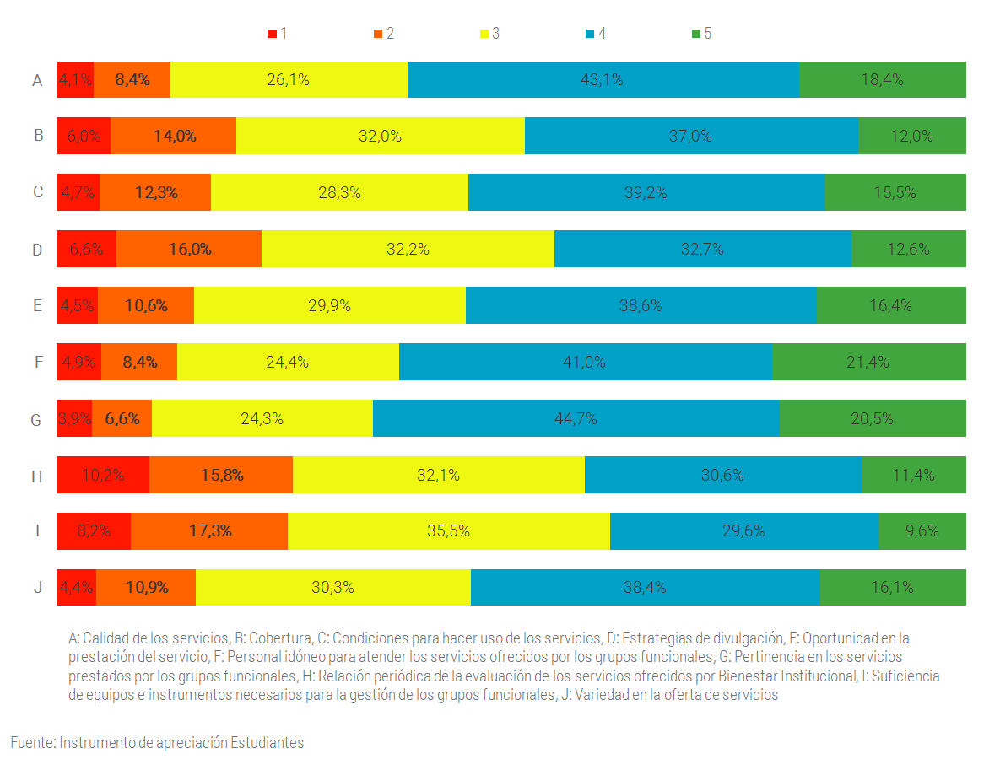 1 2 3 4 5
A 4,1% 8,4% 26,1% 43,1% 18,4%
B 6,0% 14,0% 32,0% 37,0% 12,0%
C 4,7% 12,3% 28,3% 39,2% 15,5%
D 6,6% 16,0% 32,2% 32,7% 12,6%
E 4,5% 10,6% 29,9% 38,6% 16,4%
F 4,9% 8,4% 24,4% 41,0% 21,4%
G 3,9% 6,6% 24,3% 44,7% 20,5%
H 10,2% 15,8% 32,1% 30,6% 11,4%
I 8,2% 17,3% 35,5% 29,6% 9,6%
J 4,4% 10,9% 30,3% 38,4% 16,1%
A: Calidad de los servicios, B: Cobertura, C: Condiciones para hacer uso de los servicios, D: Estrategias de divulgación, E: Oportunidad en la
prestación del servicio, F: Personal idóneo para atender los servicios ofrecidos por los grupos funcionales, G: Pertinencia en los servicios
prestados por los grupos funcionales, H: Relación periódica de la evaluación de los servicios ofrecidos por Bienestar Institucional, I: Suficiencia
de equipos e instrumentos necesarios para la gestión de los grupos funcionales, J: Variedad en la oferta de servicios
Fuente: Instrumento de apreciación Estudiantes